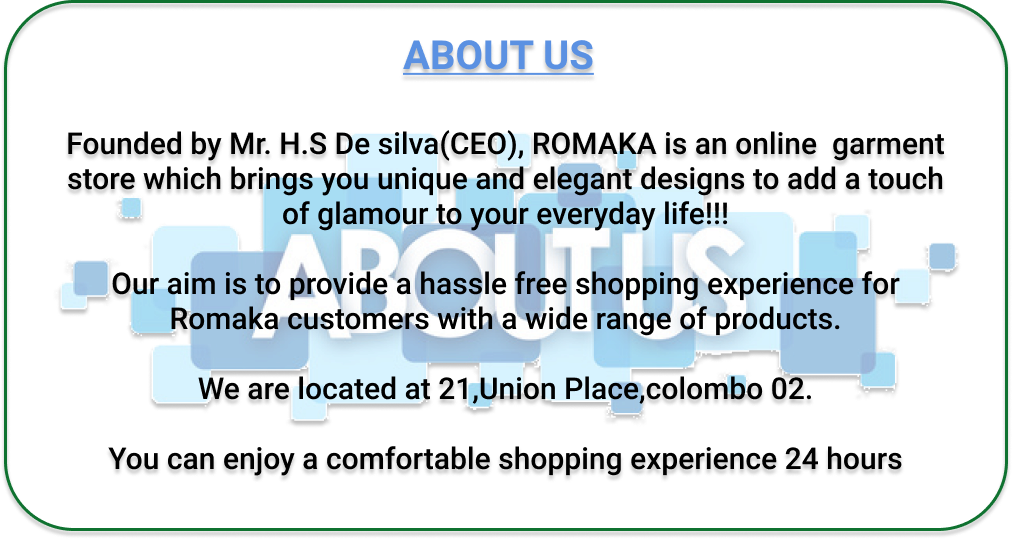 ABOUT US
Founded by Mr. H.S De silva(CEO), ROMAKA is an online  garment
store which brings you unique and elegant designs to add a touch
of glamour to your everyday life!!!
ABOUT US
Our aim is to provide a hassle free shopping experience for
Romaka customers with a wide range of products.
We are located at 21,Union Place,colombo 02.
You can enjoy a comfortable shopping experience 24 hours